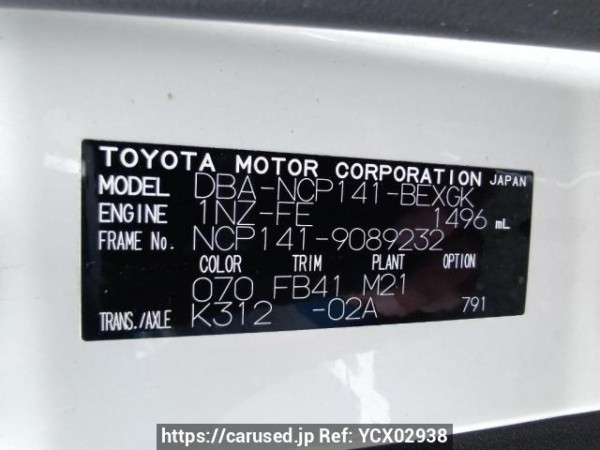 TOYOTA MOTOR CORPORATION JAPAN
MODEL DBA-NCP141-BEXGK
ENGINE 1NZ-FE 1496 mL
FRAME No. NCP141-9089232
COLOR TRIM PLANT OPTION
070 FB41 M21
TRANS./AXLE K312 -02A 791
https://carused.jp Ref: YCX02938